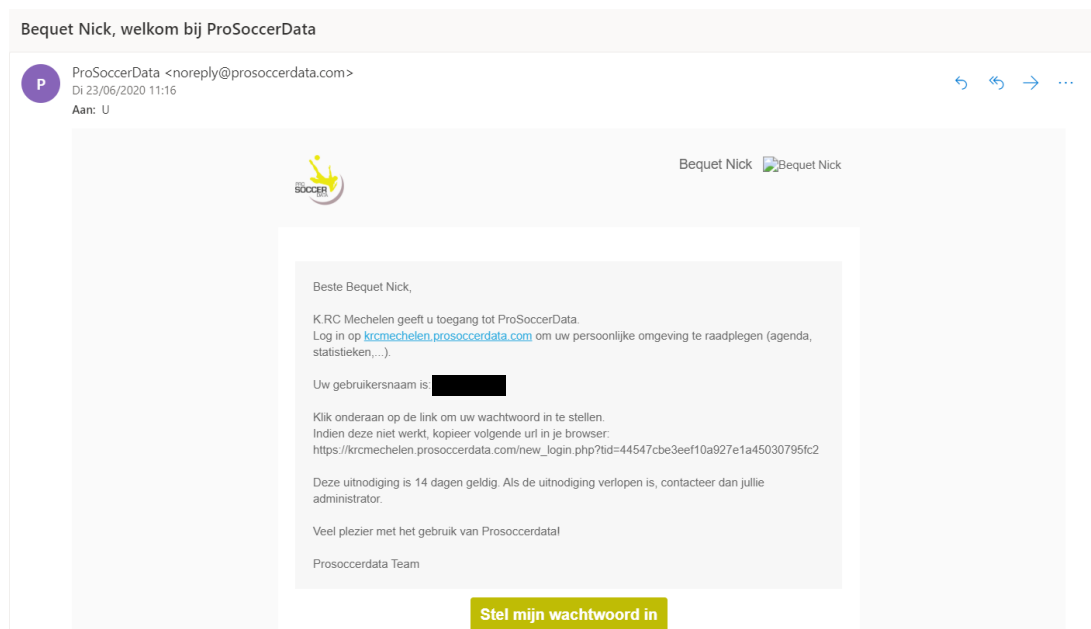 Bequet Nick, welkom bij ProSoccerData
P
ProSoccerData <noreply@prosoccerdata.com>
Di 23/06/2020 11:16
Aan: U
SOCCER
Bequet Nick
Bequet Nick
Beste Bequet Nick,
K.RC Mechelen geeft u toegang tot ProSoccerData.
Log in op krcmechelen.prosoccerdata.com om uw persoonlijke omgeving te raadplegen (agenda,
statistieken,...).
Uw gebruikersnaam is:
Klik onderaan op de link om uw wachtwoord in te stellen.
Indien deze niet werkt, kopieer volgende url in je browser:
https://krcmechelen.prosoccerdata.com/new_login.php?tid=44547cbe3eef10a927e1a45030795fc2
Deze uitnodiging is 14 dagen geldig. Als de uitnodiging verlopen is, contacteer dan jullie
administrator.
Veel plezier met het gebruik van Prosoccerdata!
Prosoccerdata Team
Stel mijn wachtwoord in